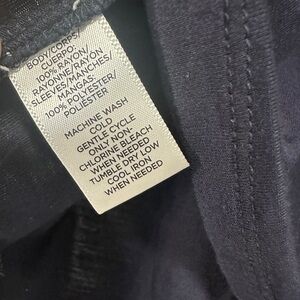 BODY/CORPS/
CUERPO:
100% RAYON/
RAYONNE/RAYON
SLEEVES/MANCHES/
MANGAS:
100% POLYESTER/
POLIESTER
MACHINE WASH
COLD
GENTLE CYCLE
ONLY NON-
CHLORINE BLEACH
WHEN NEEDED
TUMBLE DRY LOW
COOL IRON
WHEN NEEDED